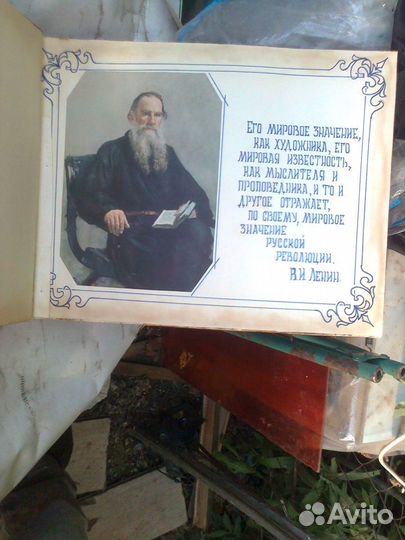 Его мировое значение,
как художника, его
мировая известность,
как мыслителя и
проповедника, и то и
другое отражает,
по своему, мировое
значение
русской
революции.
В.И. Ленин.
Avito